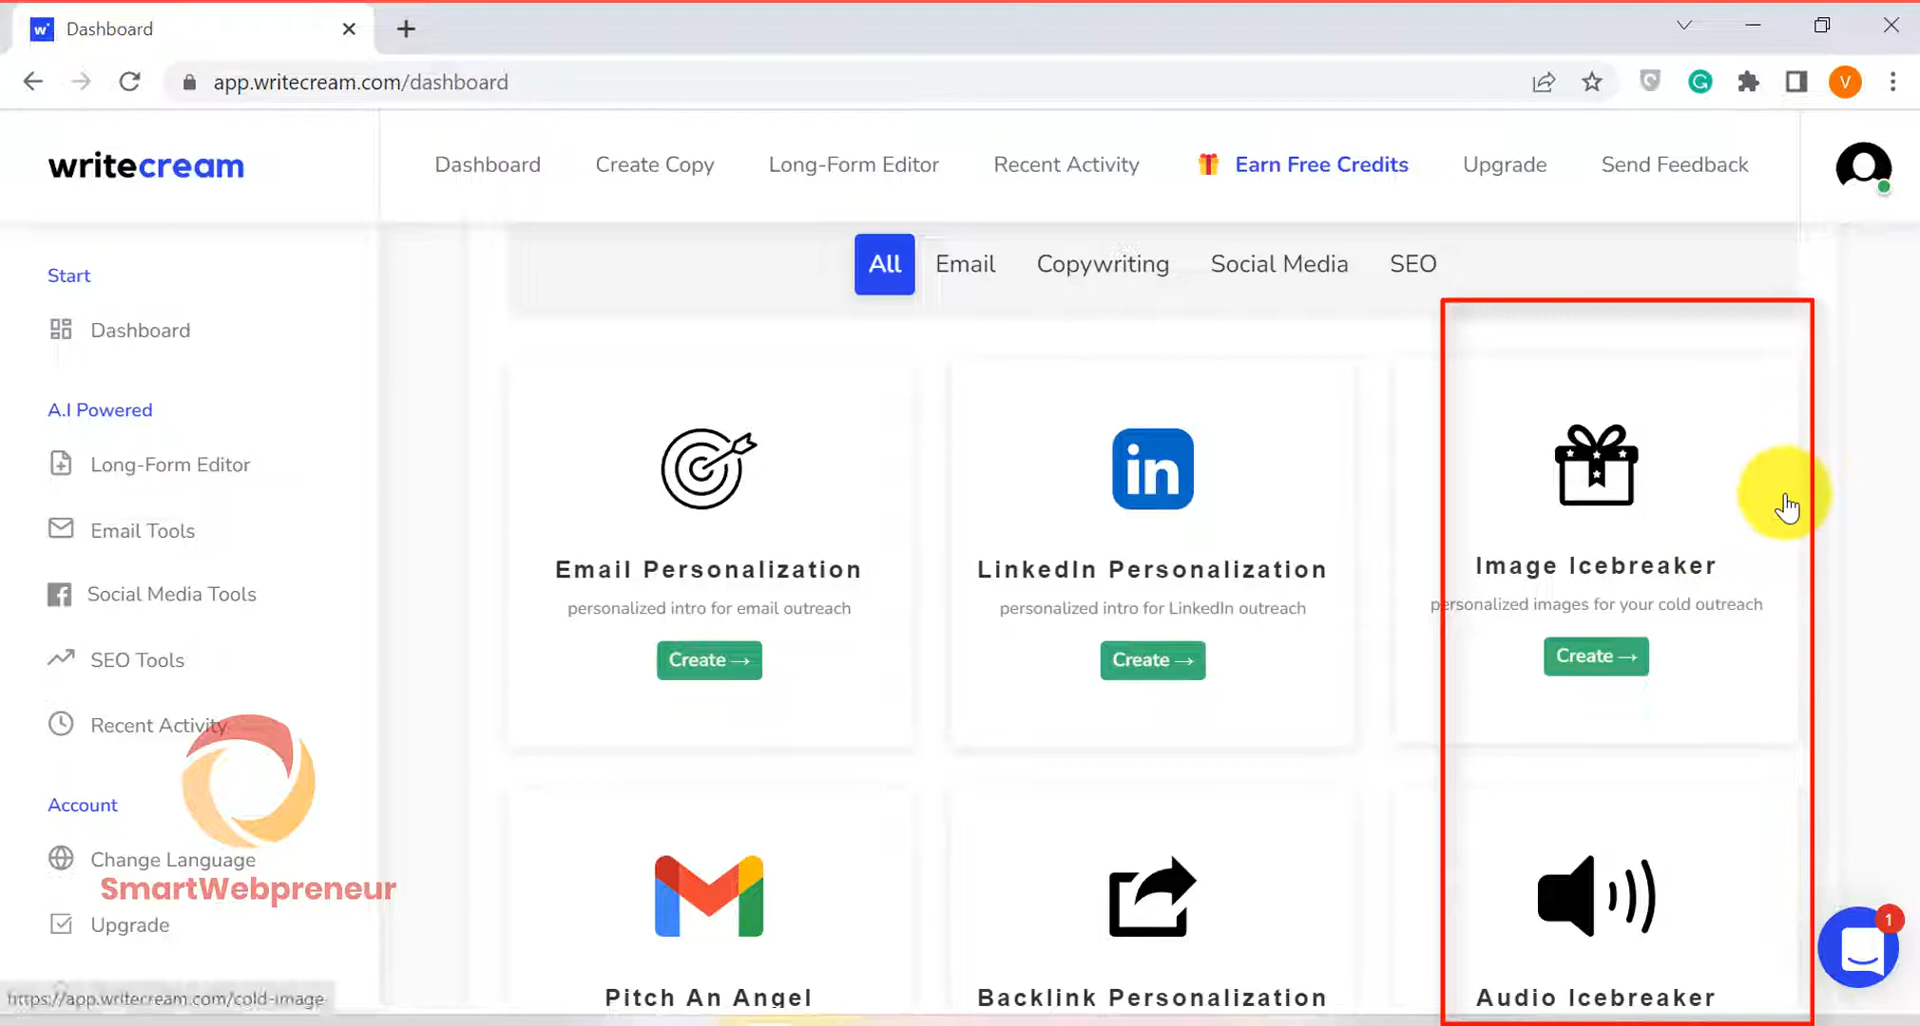 w
Dashboard
app.writecream.com/dashboard
V
writecream
Dashboard
Create Copy
Long-Form Editor
Recent Activity
Earn Free Credits
Upgrade
Send Feedback
All
Email
Copywriting
Social Media
SEO
Start
Dashboard
A.I Powered
Long-Form Editor
Email Tools
Social Media Tools
SEO Tools
Recent Activity
Account
Change Language
SmartWebpreneur
Upgrade
https://app.writecream.com/cold-image
in
Email Personalization
personalized intro for email outreach
Create →
LinkedIn Personalization
personalized intro for LinkedIn outreach
Create →
Image Icebreaker
personalized images for your cold outreach
Create →
Pitch An Angel
Backlink Personalization
Audio Icebreaker
1